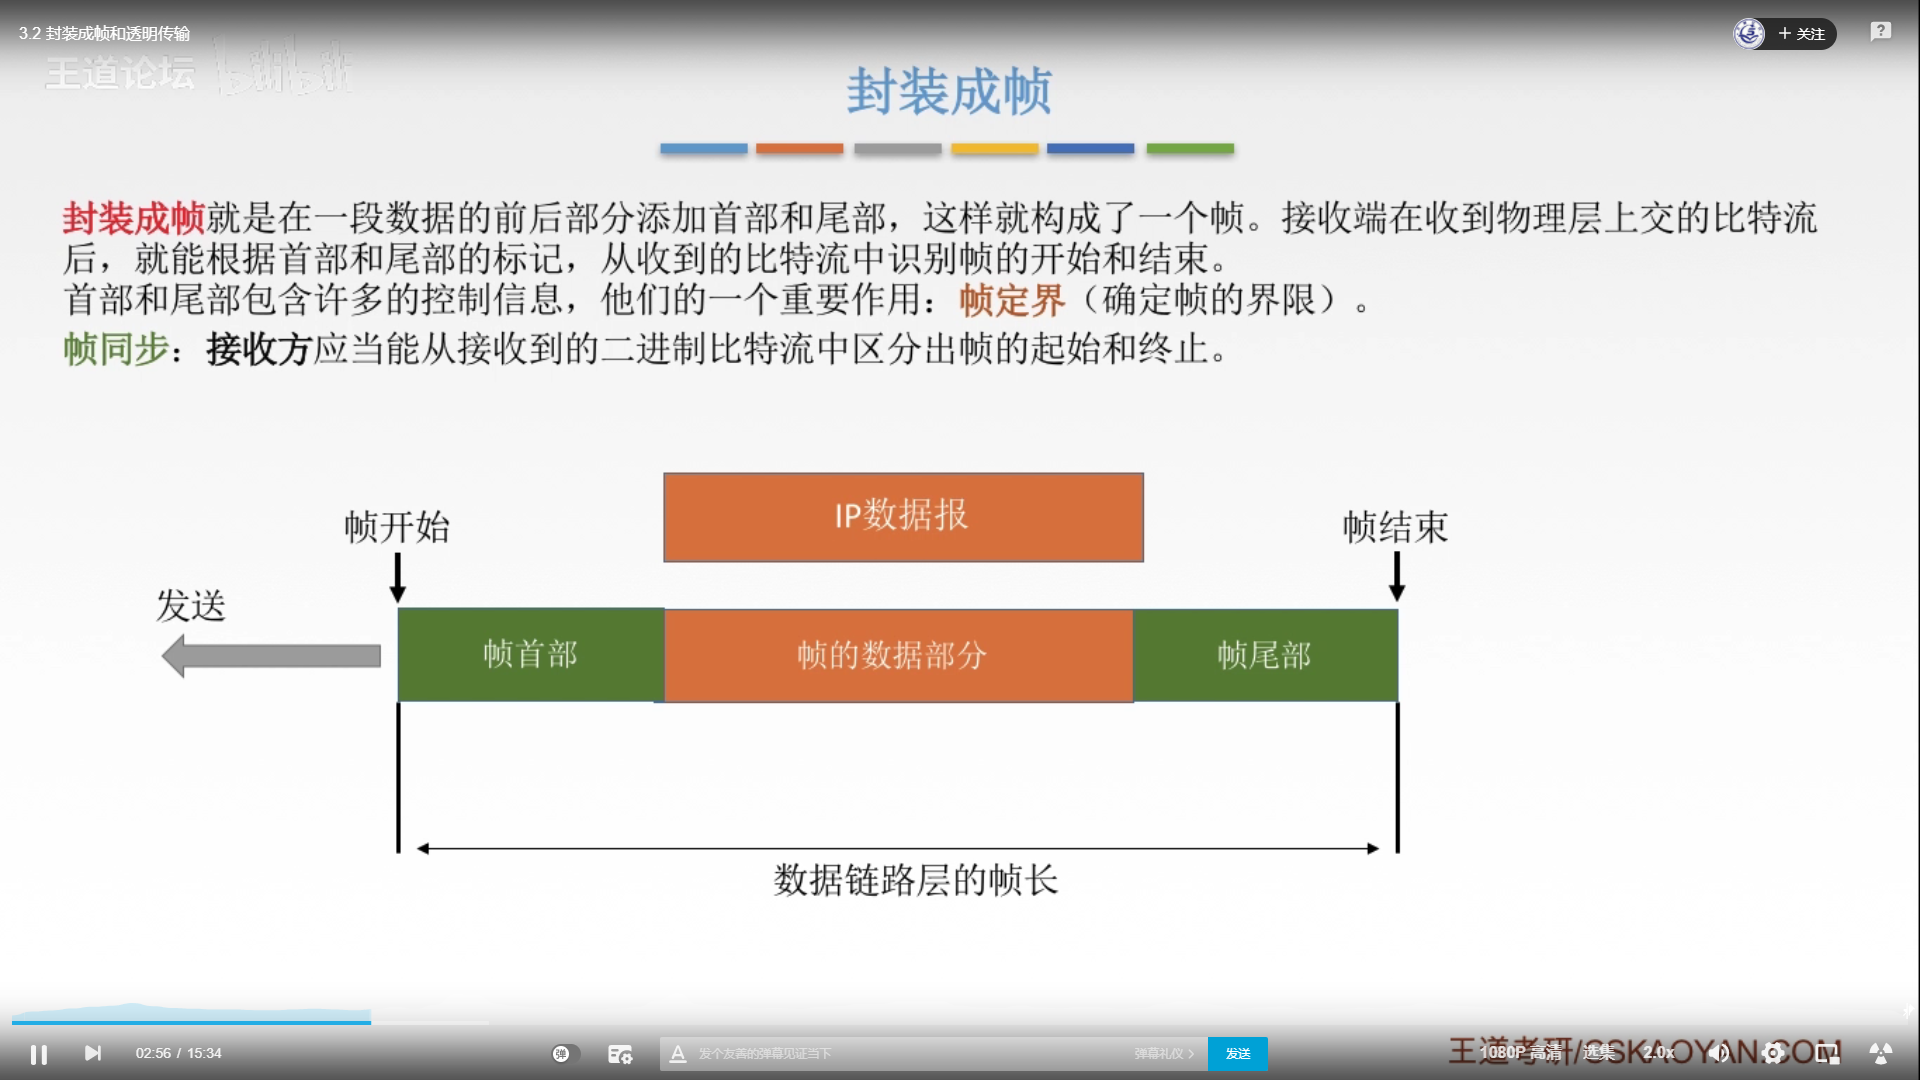 3.2 封装成帧和透明传输
+ 关注
王道论坛 bilibili
封装成帧
封装成帧就是在一段数据的前后部分添加首部和尾部，这样就构成了一个帧。接收端在收到物理层上交的比特流
后，就能根据首部和尾部的标记，从收到的比特流中识别帧的开始和结束。
首部和尾部包含许多的控制信息，他们的一个重要作用：帧定界（确定帧的界限）。
帧同步：接收方应当能从接收到的二进制比特流中区分出帧的起始和终止。
IP数据报
帧开始
帧结束
发送
帧首部
帧的数据部分
帧尾部
数据链路层的帧长
02:56 / 15:34
弹
A 发个友善的弹幕见证当下
弹幕礼仪 >
发送
王道考研/CSKAOYAN.COM
1080P 高清
选集
2.0x